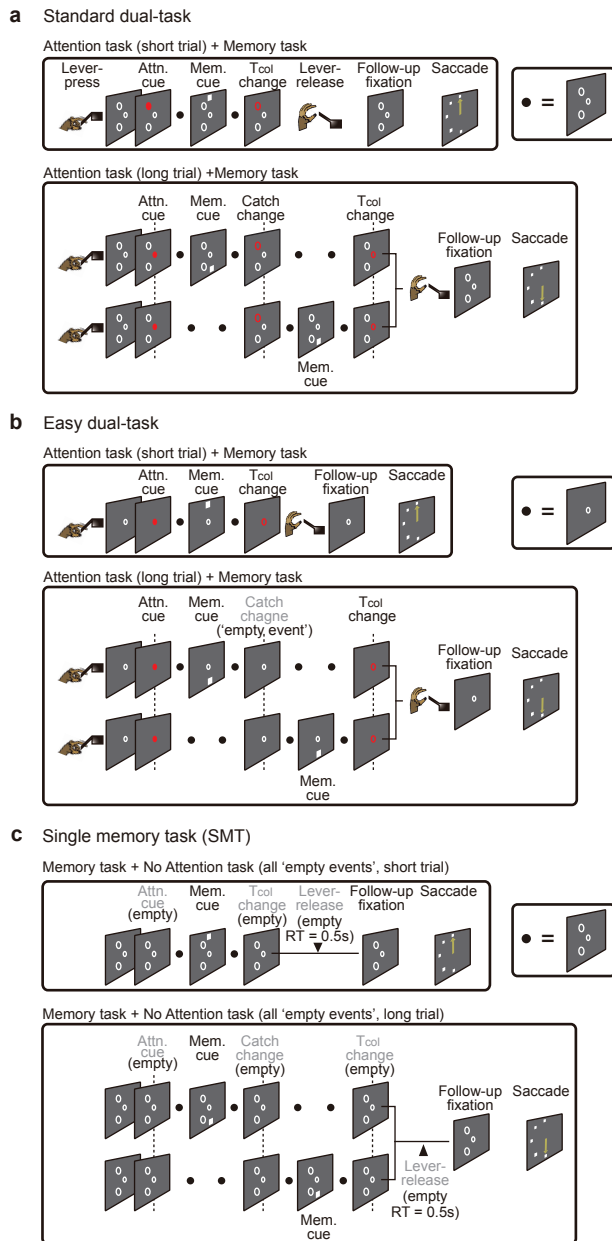 a Standard dual-task
Attention task (short trial) + Memory task
Lever- Attn. Mem. Tcol Lever- Follow-up Saccade
press cue cue change release fixation
● =
Attention task (long trial) +Memory task
Attn. Mem. Catch Tcol
cue cue change change
Follow-up Saccade
fixation
Mem.
cue
b Easy dual-task
Attention task (short trial) + Memory task
Attn. Mem. Tcol Follow-up Saccade
cue cue change fixation
● =
Attention task (long trial) + Memory task
Attn. Mem. Catch Tcol
cue cue chagne change
('empty, event')
Follow-up Saccade
fixation
Mem.
cue
c Single memory task (SMT)
Memory task + No Attention task (all 'empty events', short trial)
Attn. Mem. Tcol Lever- Follow-up Saccade
cue cue change release fixation
(empty) (empty) (empty
RT = 0.5s)
● =
Memory task + No Attention task (all 'empty events', long trial)
Attn. Mem. Catch Tcol
cue cue change change
(empty) (empty) (empty)
Follow-up Saccade
fixation
Lever-
release
(empty
RT = 0.5s)
Mem.
cue